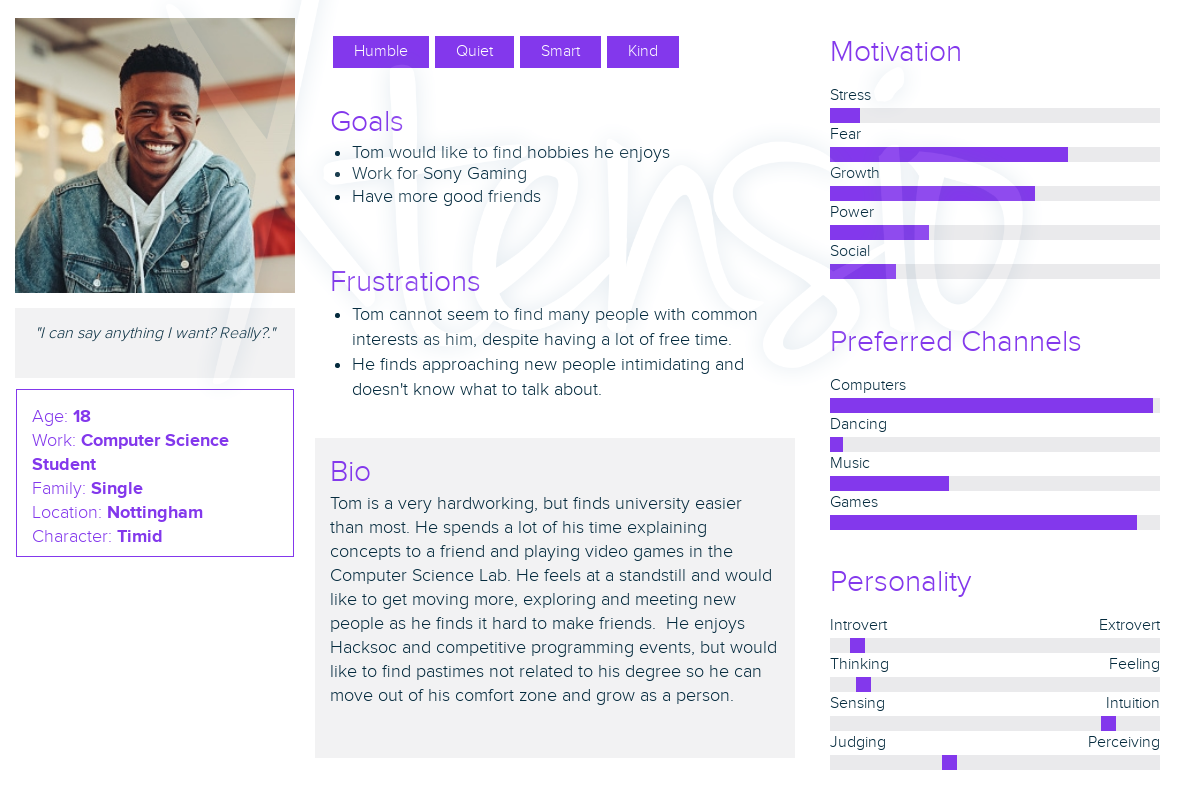 Humble Quiet Smart Kind
Goals
Tom would like to find hobbies he enjoys
Work for Sony Gaming
Have more good friends
Frustrations
Tom cannot seem to find many people with common
interests as him, despite having a lot of free time.
He finds approaching new people intimidating and
doesn't know what to talk about.
"I can say anything I want? Really?."
Age: 18
Work: Computer Science
Student
Family: Single
Location: Nottingham
Character: Timid
Bio
Tom is a very hardworking, but finds university easier
than most. He spends a lot of his time explaining
concepts to a friend and playing video games in the
Computer Science Lab. He feels at a standstill and would
like to get moving more, exploring and meeting new
people as he finds it hard to make friends.  He enjoys
Hacksoc and competitive programming events, but would
like to find pastimes not related to his degree so he can
move out of his comfort zone and grow as a person.
Motivation
Stress
Fear
Growth
Power
Social
Preferred Channels
Computers
Dancing
Music
Games
Personality
Introvert Extrovert
Thinking Feeling
Sensing Intuition
Judging Perceiving
Xtensio